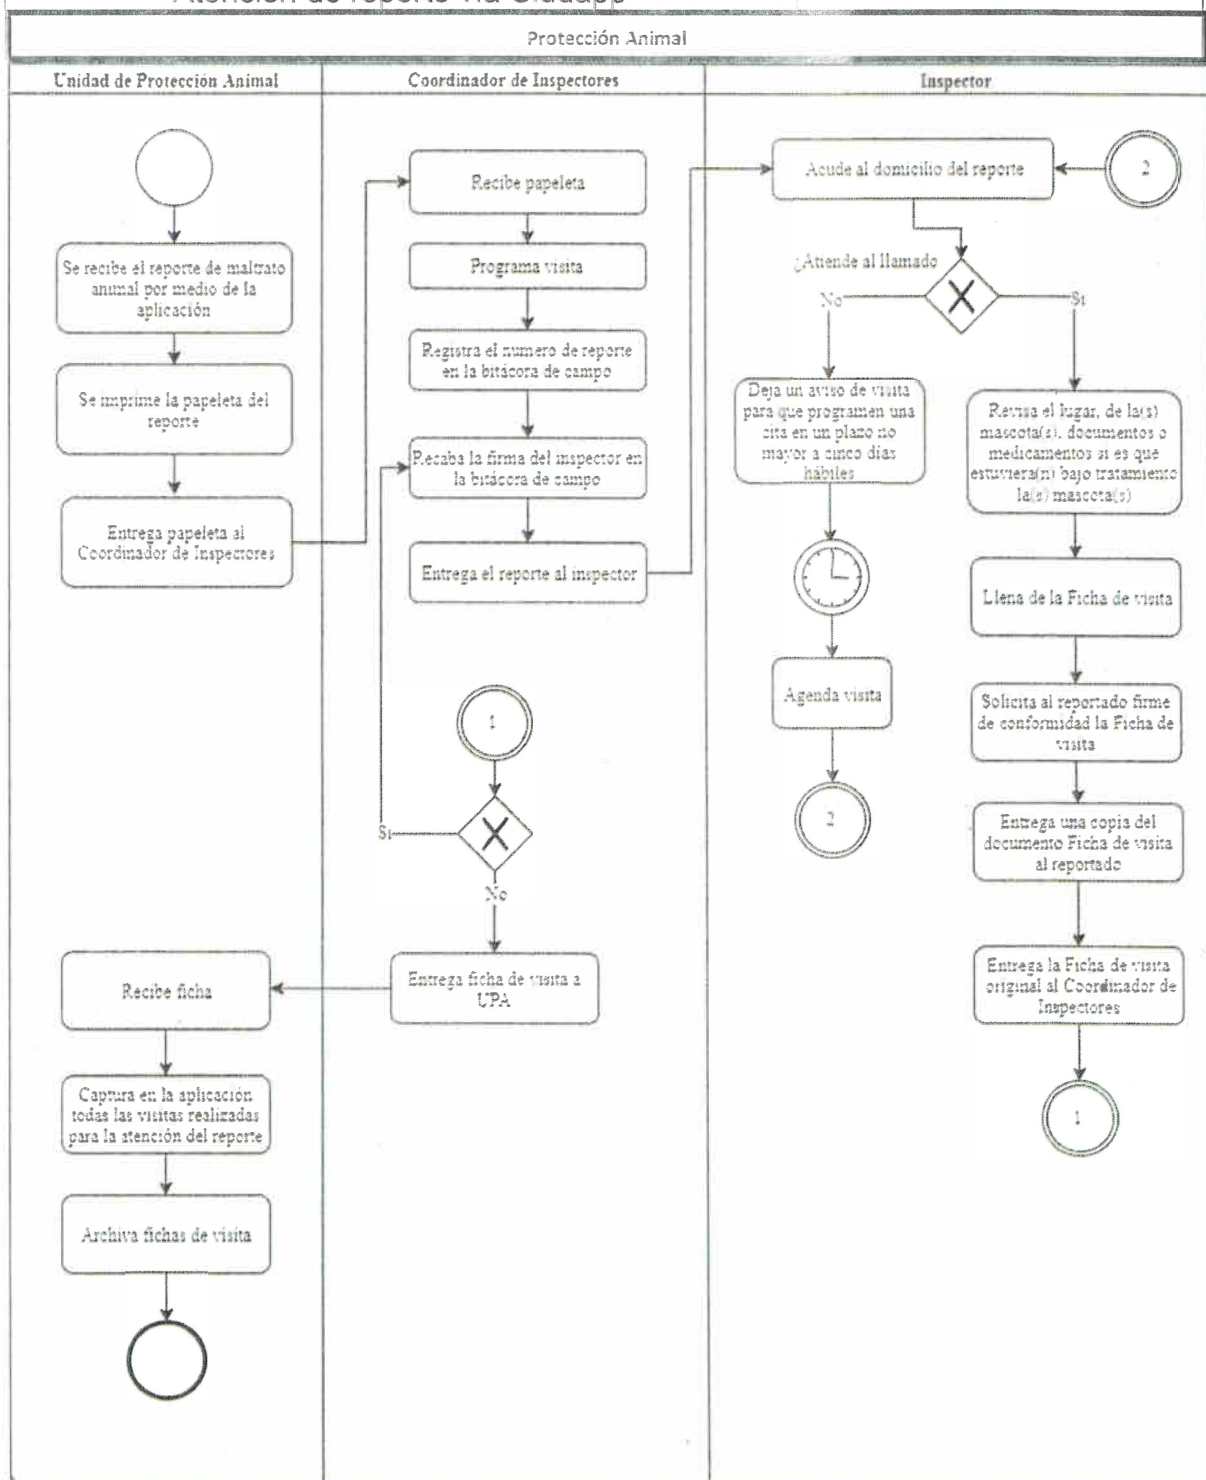 Atención de reporte vía Ciudapp
Protección Animal
Unidad de Protección Animal
Coordinador de Inspectores
Inspector
Se recibe el reporte de maltrato
animal por medio de la
aplicación
Se imprime la papeleta del
reporte
Entrega papeleta al
Coordinador de Inspectores
Recibe papeleta
Programa visita
Registra el numero de reporte
en la bitácora de campo
Recaba la firma del inspector en
la bitácora de campo
Entrega el reporte al inspector
Acude al domicilio del reporte
2
¿Atiende al llamado
No
Si
Deja un aviso de visita
para que programen una
cita en un plazo no
mayor a cinco días
hábiles
Agenda visita
2
Revisa el lugar, de la(s)
mascota(s), documentos o
medicamentos si es que
estuviera(n) bajo tratamiento
la(s) mascota(s)
Llena de la Ficha de visita
Solicita al reportado firme
de conformidad la Ficha de
visita
Entrega una copia del
documento Ficha de visita
al reportado
Entrega la Ficha de visita
original al Coordinador de
Inspectores
1
1
Si
No
Entrega ficha de visita a
UPA
Recibe ficha
Captura en la aplicación
todas las visitas realizadas
para la atención del reporte
Archiva fichas de visita